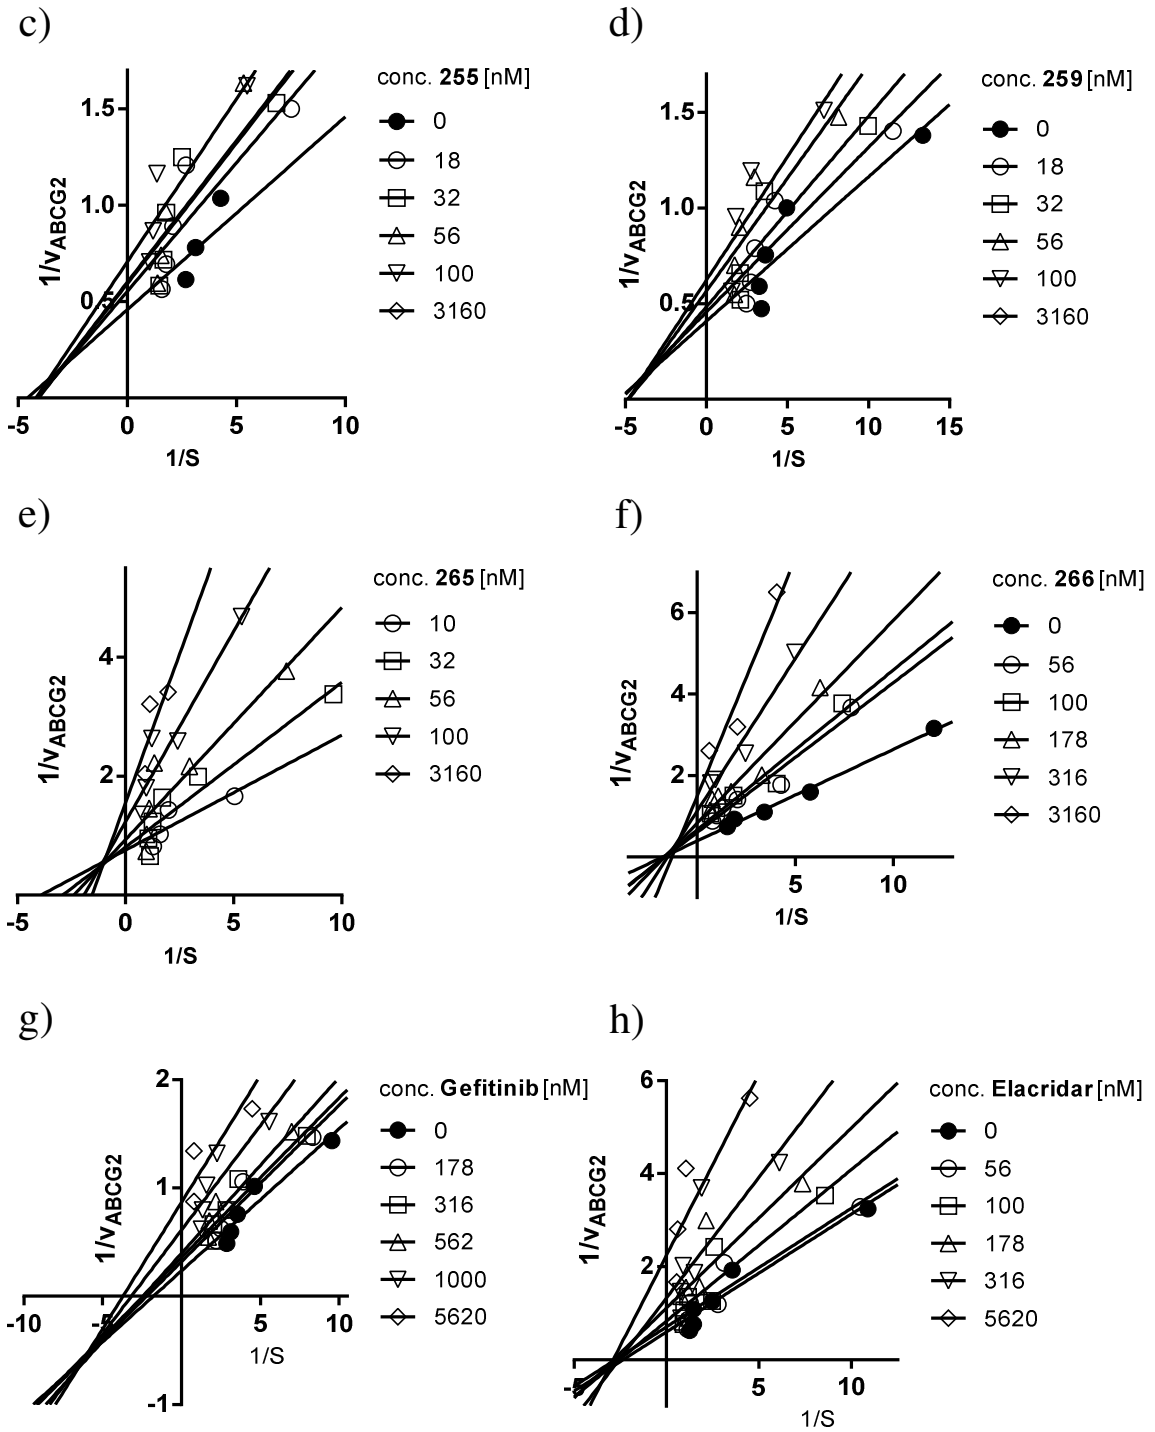 c)
conc. 255 [nM]
0
18
32
56
100
3160
1/vABCG2
1.5
1.0
0.5
-5 0 5 10
1/S
d)
conc. 259 [nM]
0
18
32
56
100
3160
1/vABCG2
1.5
1.0
0.5
-5 0 5 10 15
1/S
e)
conc. 265 [nM]
10
32
56
100
3160
1/vABCG2
4
2
-5 0 5 10
1/S
f)
conc. 266 [nM]
0
56
100
178
316
3160
1/vABCG2
6
4
2
5 10
1/S
g)
conc. Gefitinib [nM]
0
178
316
562
1000
5620
1/vABCG2
2
1
-10 -5 5 10
1/S
-1
h)
conc. Elacridar [nM]
0
56
100
178
316
5620
1/vABCG2
6
4
2
-5 5 10
1/S